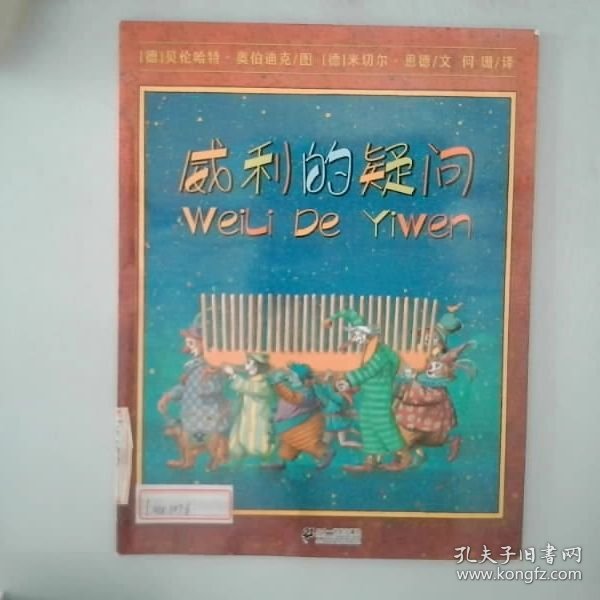 [德]贝伦哈特·奥伯迪克/图 [德]米切尔·恩德/文 何珊/译
威利的疑问
WeiLi De Yiwen
孔夫子旧书网
www.kongfz.com